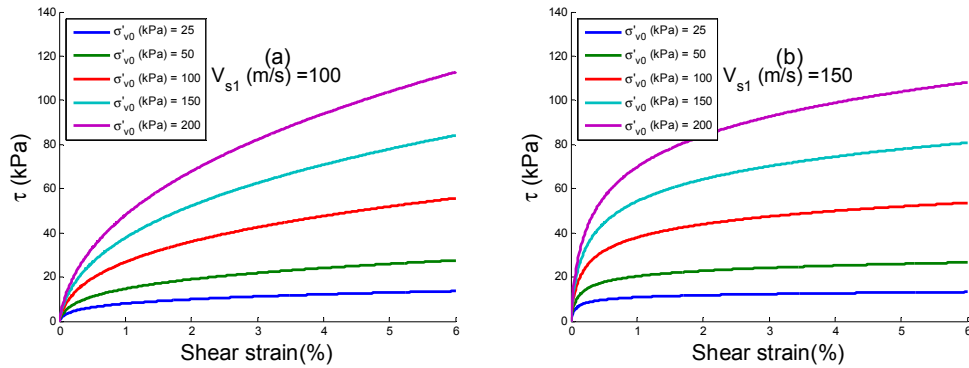 140
120
100
80
60
40
20
0
τ (kPa)
σ'v0 (kPa) = 25
σ'v0 (kPa) = 50
σ'v0 (kPa) = 100
σ'v0 (kPa) = 150
σ'v0 (kPa) = 200
(a)
Vs1 (m/s) =100
0 1 2 3 4 5 6
Shear strain(%)
140
120
100
80
60
40
20
0
τ (kPa)
σ'v0 (kPa) = 25
σ'v0 (kPa) = 50
σ'v0 (kPa) = 100
σ'v0 (kPa) = 150
σ'v0 (kPa) = 200
(b)
Vs1 (m/s) =150
0 1 2 3 4 5 6
Shear strain(%)